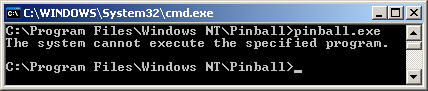 C:\WINDOWS\System32\cmd.exe
C:\Program Files\Windows NT\Pinball>pinball.exe
The system cannot execute the specified program.
C:\Program Files\Windows NT\Pinball>_